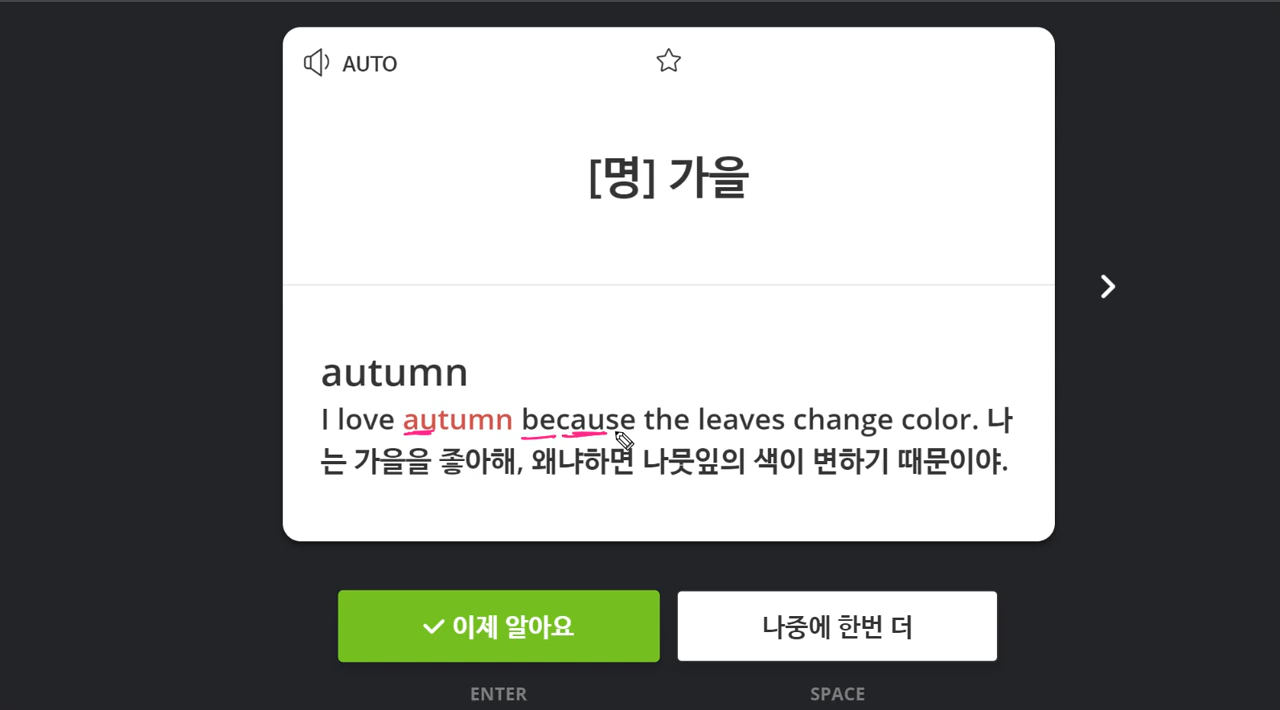 AUTO
[명] 가을
autumn
I love autumn because the leaves change color. 나
는 가을을 좋아해, 왜냐하면 나뭇잎의 색이 변하기 때문이야.
이제 알아요
나중에 한번 더
ENTER
SPACE